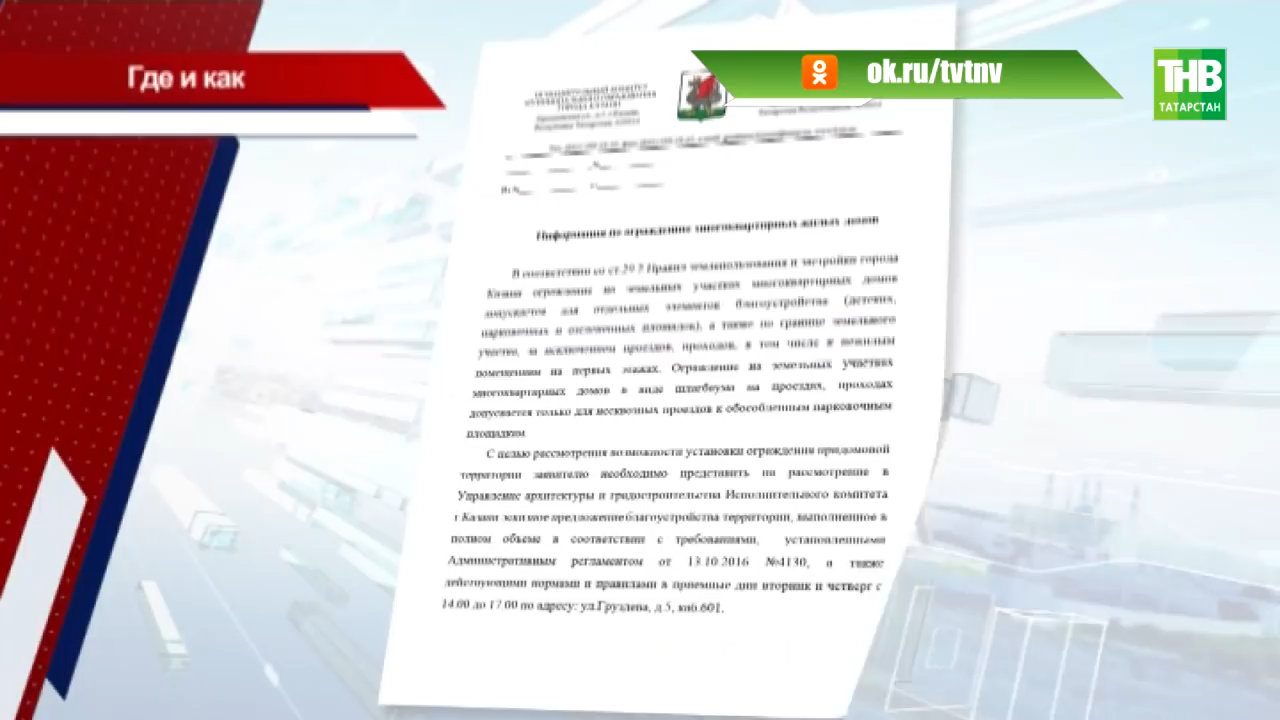 Где и как
ok.ru/tvtnv
ТНВ
ТАТАРСТАН
ИСПОЛНИТЕЛЬНЫЙ КОМИТЕТ
Информация по ограждению многоквартирных жилых домов
В соответствии со ст.29.5 Правил землепользования и застройки города
Казани ограждение на земельных участках многоквартирных домов
допускается для отдельных элементов благоустройства (детских,
парковочных и отселенных площадок), а также по границе земельного
участка, за исключением проездов, проходов, в том числе к нежилым
помещениям на первых этажах. Ограждение на земельных участках
многоквартирных домов в виде шлагбаума на проездах, проходах
допускается только для несквозных проездов к обособленным парковочным
площадкам
С целью рассмотрения возможности установки ограждения придомовой
территории заявителю необходимо представить на рассмотрение в
Управление архитектуры и градостроительства Исполнительного комитета
г.Казани эскизное предложение благоустройства территории, выполненное в
полном объеме в соответствии с требованиями, установленными
Административным регламентом от 13.10.2016 №4130, а также
действующими нормами и правилами в приемные дни вторник и четверг с
14.00 до 17.00 по адресу: ул.Груздева, д.5, каб.601.